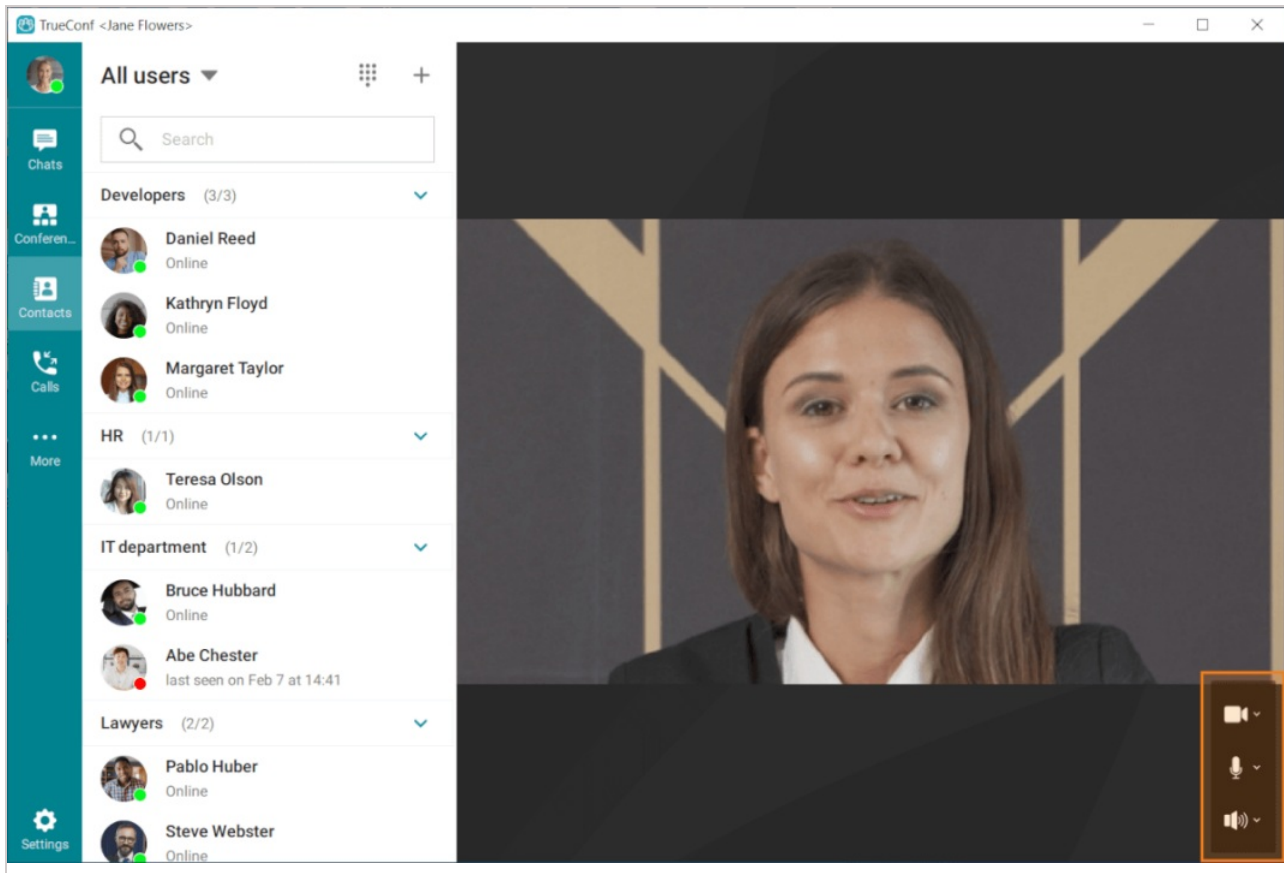 TrueConf <Jane Flowers>
All users
Search
Chats
Conferen...
Contacts
Calls
More
Settings
Developers (3/3)
Daniel Reed
Online
Kathryn Floyd
Online
Margaret Taylor
Online
HR (1/1)
Teresa Olson
Online
IT department (1/2)
Bruce Hubbard
Online
Abe Chester
last seen on Feb 7 at 14:41
Lawyers (2/2)
Pablo Huber
Online
Steve Webster
Online